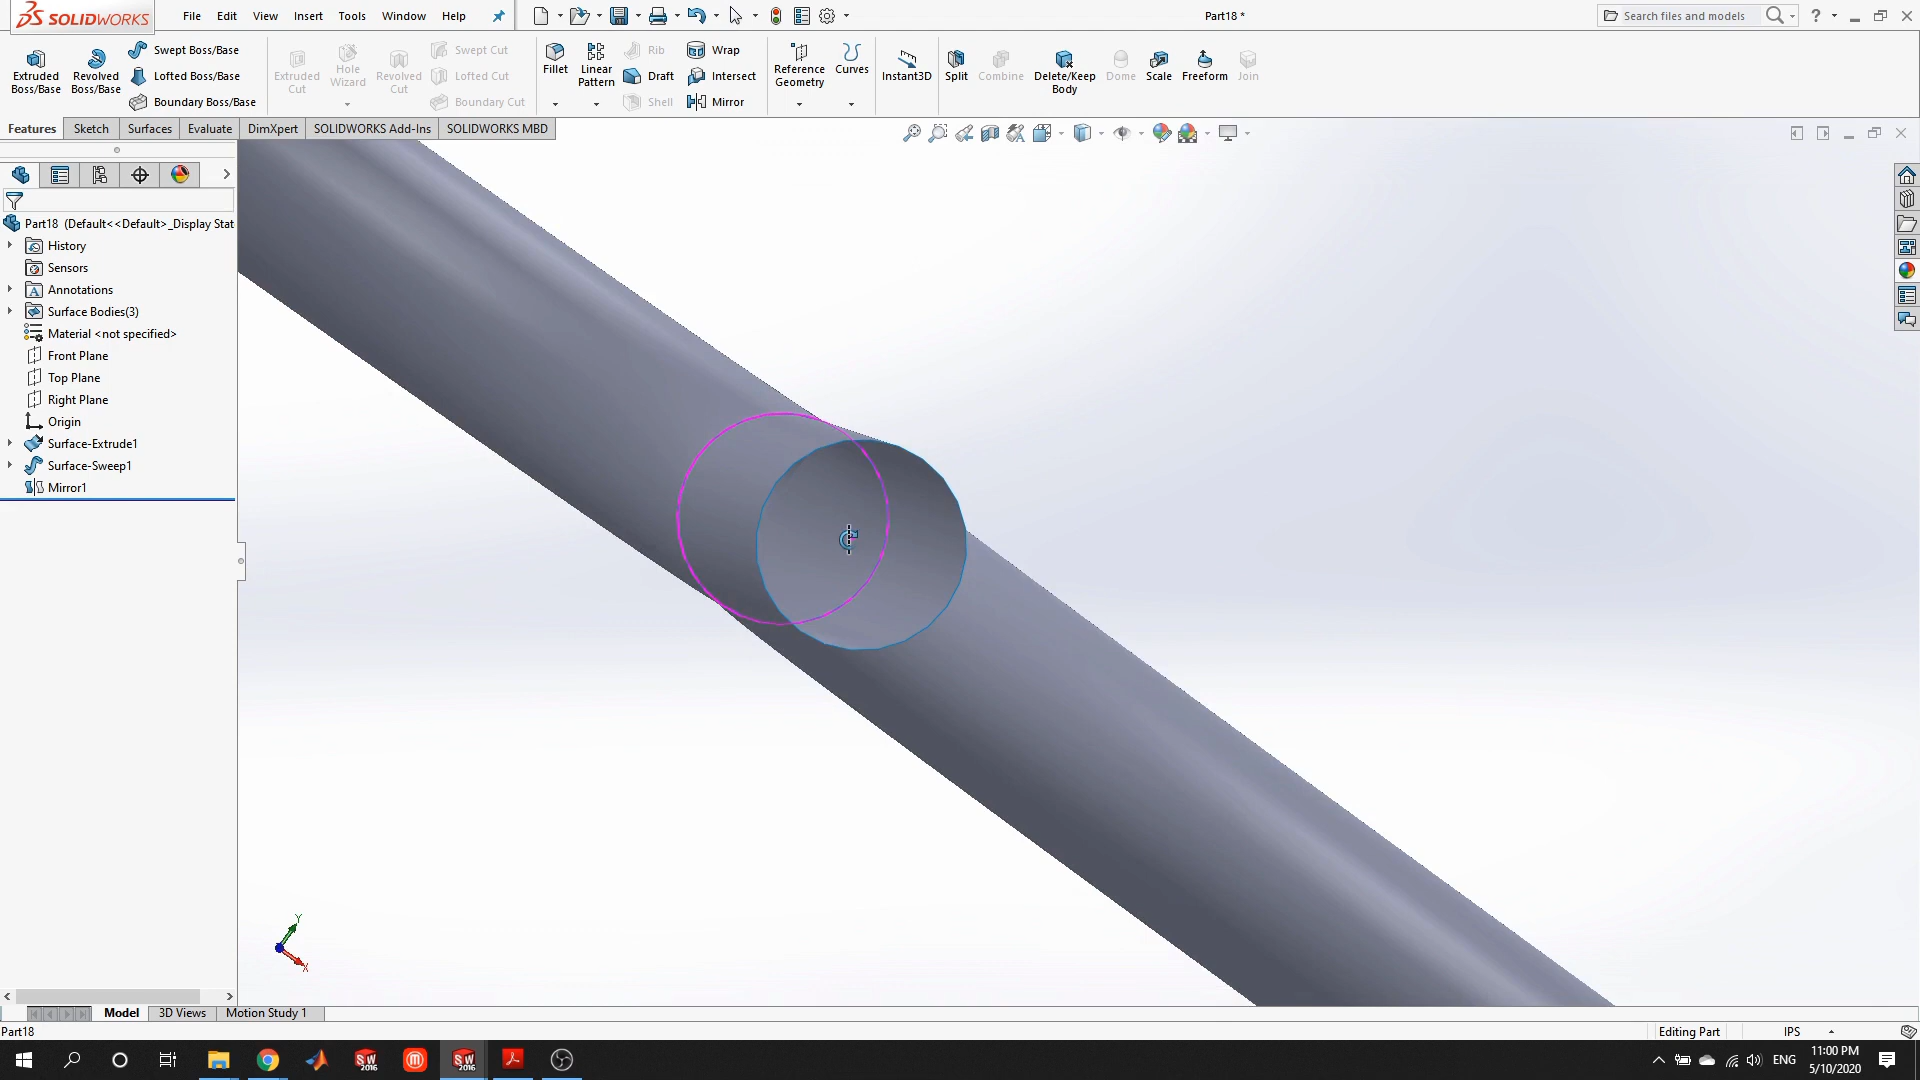 SOLIDWORKS File Edit View Insert Tools Window Help Part18 * Search files and models ?
Extruded Boss/Base
Revolved Boss/Base
Swept Boss/Base
Lofted Boss/Base
Boundary Boss/Base
Extruded Cut
Hole Wizard
Revolved Cut
Swept Cut
Lofted Cut
Boundary Cut
Fillet
Linear Pattern
Rib
Draft
Shell
Wrap
Intersect
Mirror
Reference Geometry
Curves
Instant3D
Split
Combine
Delete/Keep Body
Dome
Scale
Freeform
Join
Features Sketch Surfaces Evaluate DimXpert SOLIDWORKS Add-Ins SOLIDWORKS MBD
Part18 (Default<<Default>_Display Stat
History
Sensors
Annotations
Surface Bodies(3)
Material <not specified>
Front Plane
Top Plane
Right Plane
Origin
Surface-Extrude1
Surface-Sweep1
Mirror1
Y
X
Model 3D Views Motion Study 1
Part18 Editing Part IPS
SW 2016 SW 2016 ENG 11:00 PM
5/10/2020